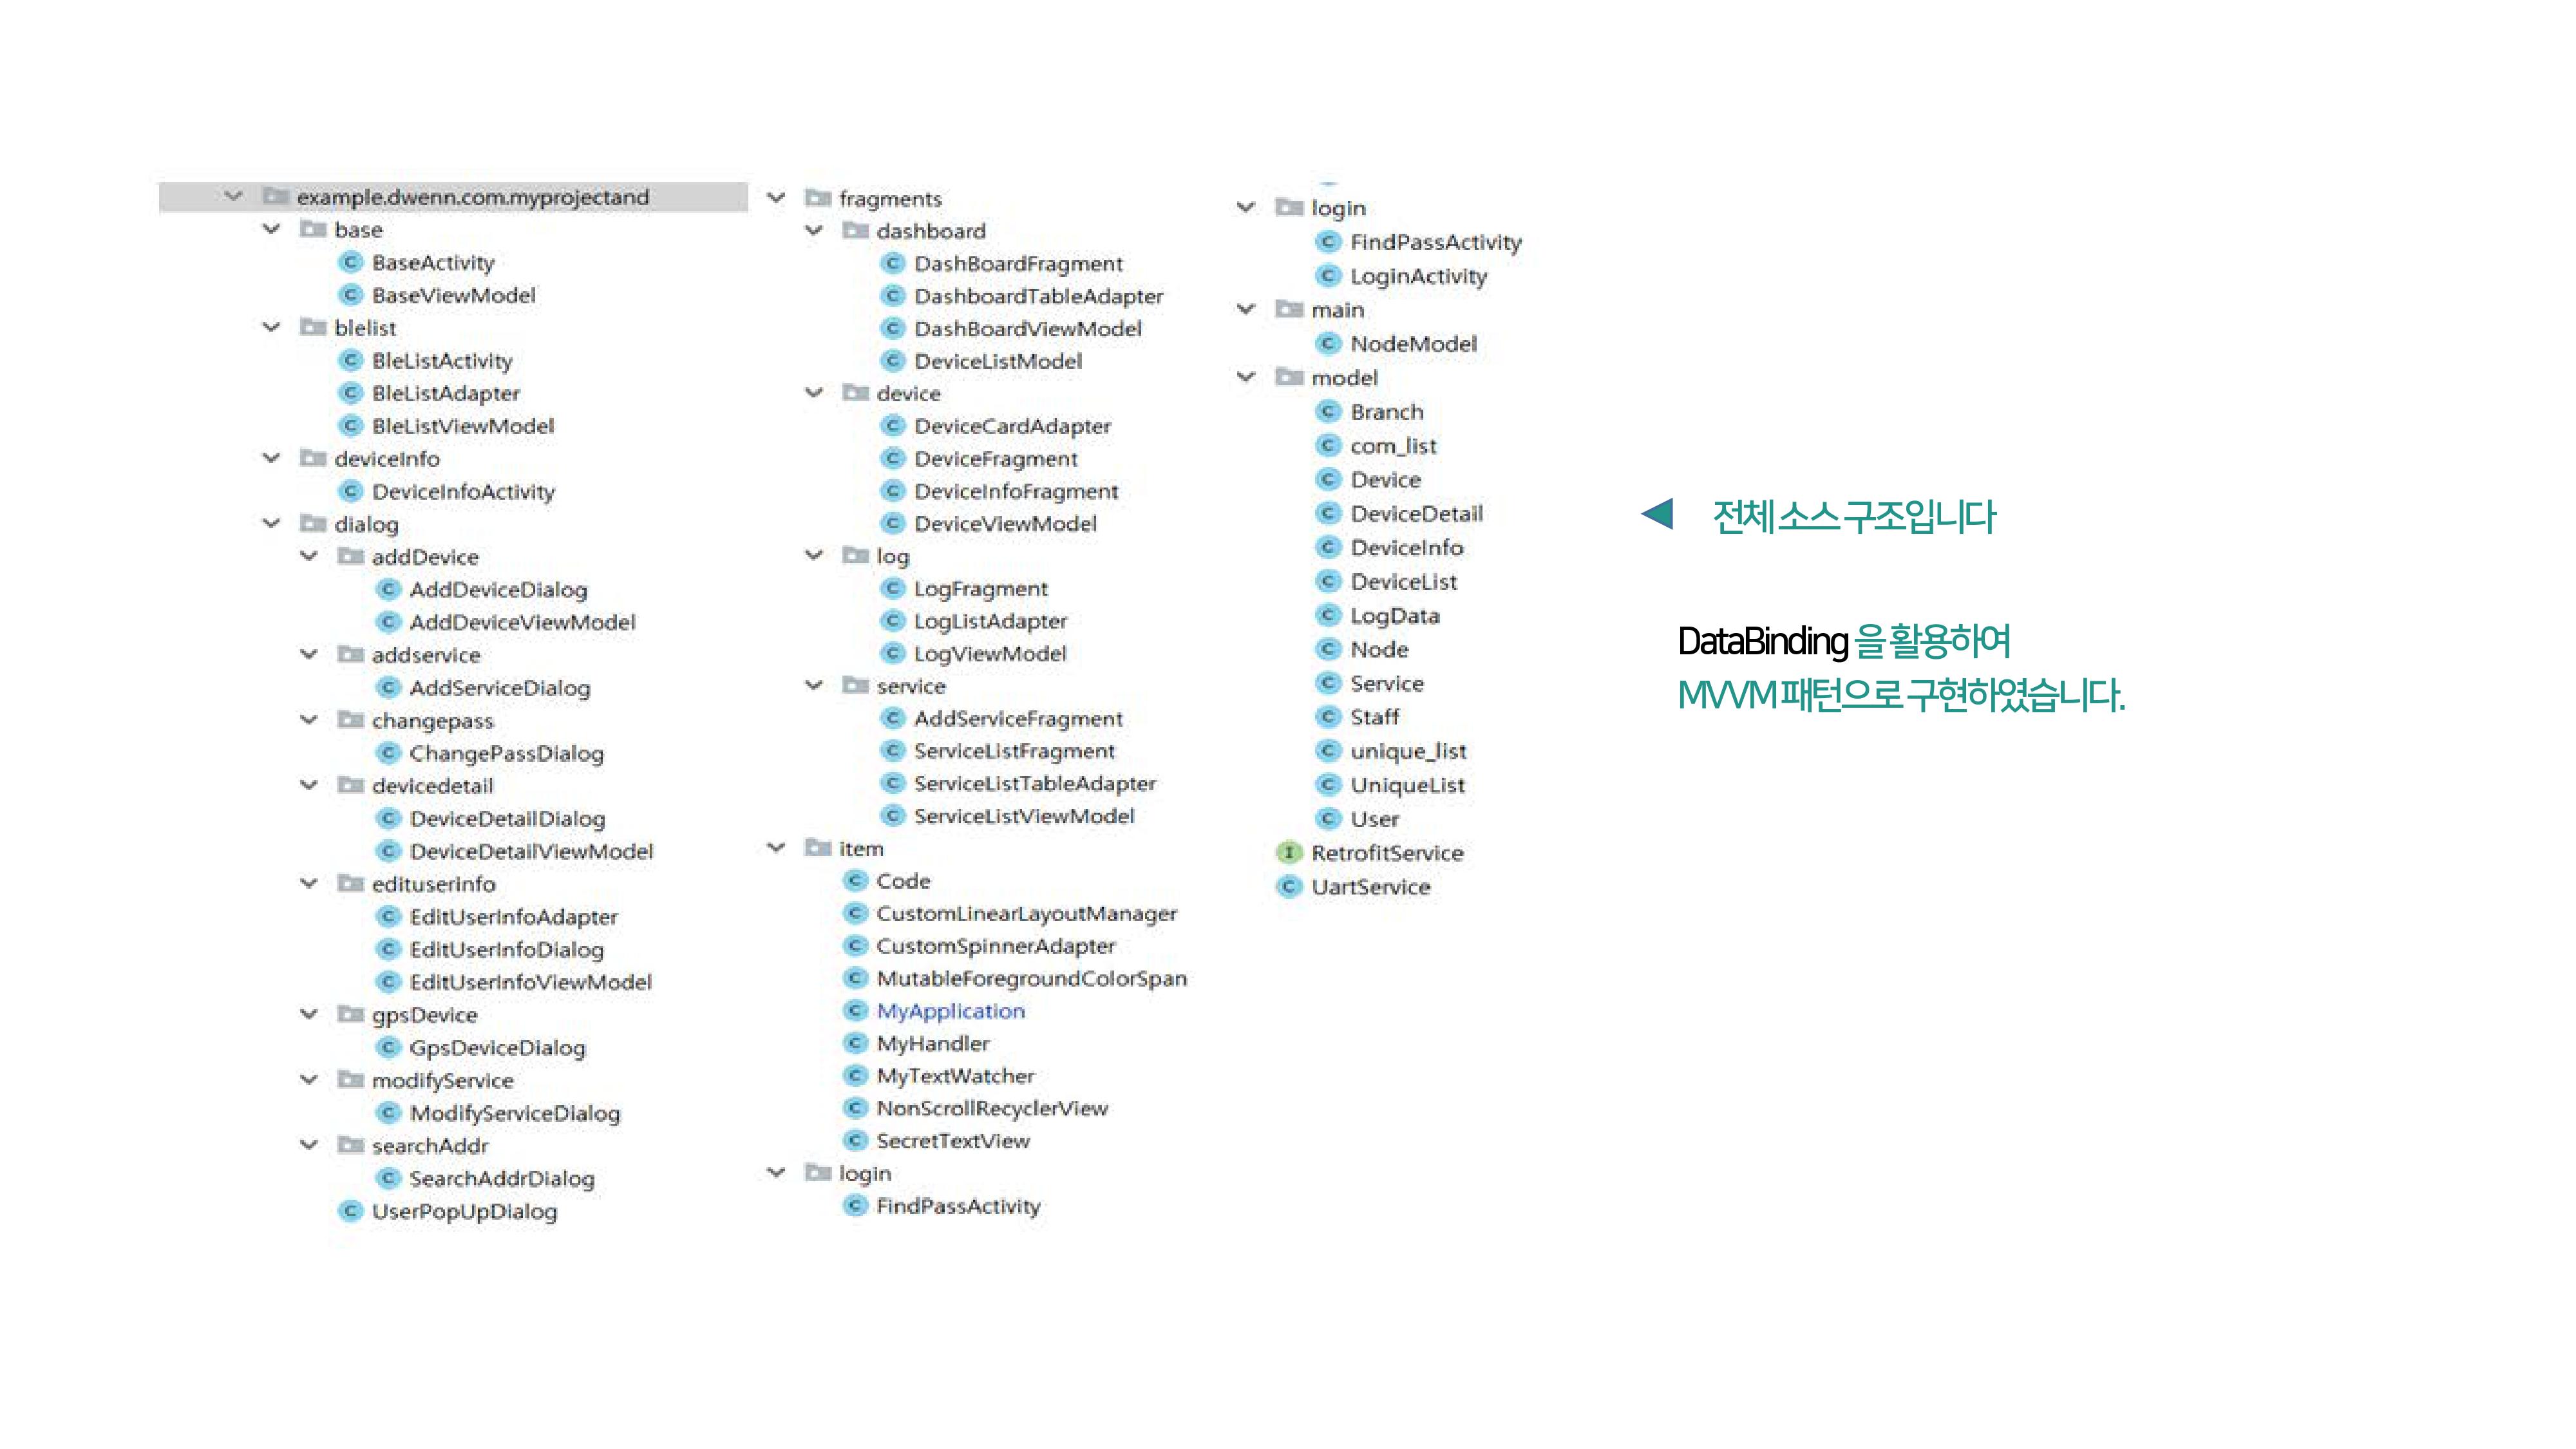 example.dwenn.com.myprojectand
base
BaseActivity
BaseViewModel
blelist
BleListActivity
BleListAdapter
BleListViewModel
deviceInfo
DeviceInfoActivity
dialog
addDevice
AddDeviceDialog
AddDeviceViewModel
addservice
AddServiceDialog
changepass
ChangePassDialog
devicedetail
DeviceDetailDialog
DeviceDetailViewModel
edituserinfo
EditUserInfoAdapter
EditUserInfoDialog
EditUserInfoViewModel
gpsDevice
GpsDeviceDialog
modifyService
ModifyServiceDialog
searchAddr
SearchAddrDialog
UserPopUpDialog
fragments
dashboard
DashBoardFragment
DashboardTableAdapter
DashBoardViewModel
DeviceListModel
device
DeviceCardAdapter
DeviceFragment
DeviceInfoFragment
DeviceViewModel
log
LogFragment
LogListAdapter
LogViewModel
service
AddServiceFragment
ServiceListFragment
ServiceListTableAdapter
ServiceListViewModel
item
Code
CustomLinearLayoutManager
CustomSpinnerAdapter
MutableForegroundColorSpan
MyApplication
MyHandler
MyTextWatcher
NonScrollRecyclerView
SecretTextView
login
FindPassActivity
login
FindPassActivity
LoginActivity
main
NodeModel
model
Branch
com_list
Device
DeviceDetail
DeviceInfo
DeviceList
LogData
Node
Service
Staff
unique_list
UniqueList
User
RetrofitService
UartService
전체 소스 구조입니다
DataBinding 을 활용하여
MVVM 패턴으로 구현하였습니다.